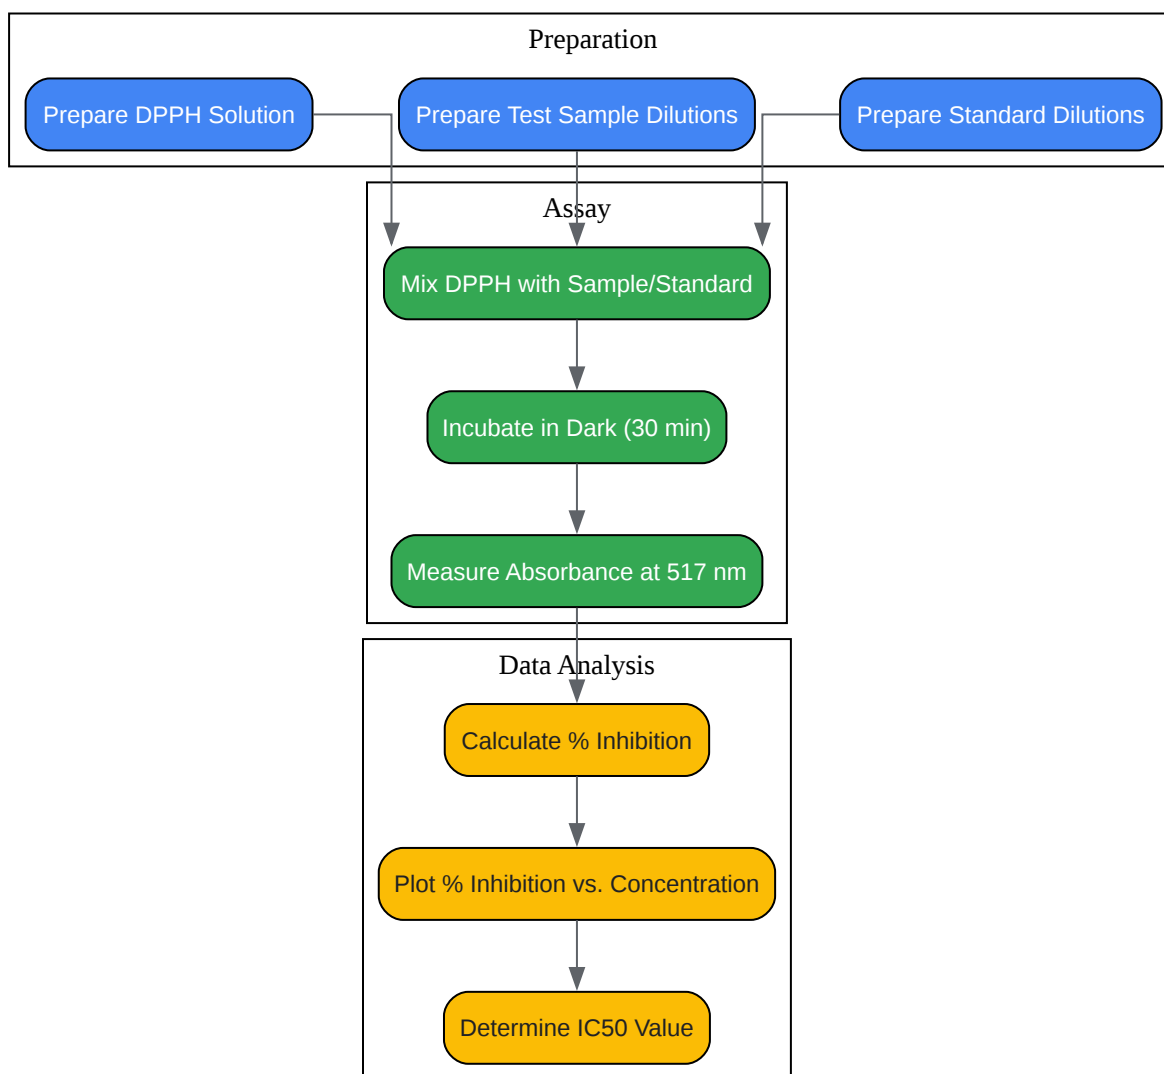 Preparation
Prepare DPPH Solution
Prepare Test Sample Dilutions
Prepare Standard Dilutions
Assay
Mix DPPH with Sample/Standard
Incubate in Dark (30 min)
Measure Absorbance at 517 nm
Data Analysis
Calculate % Inhibition
Plot % Inhibition vs. Concentration
Determine IC50 Value